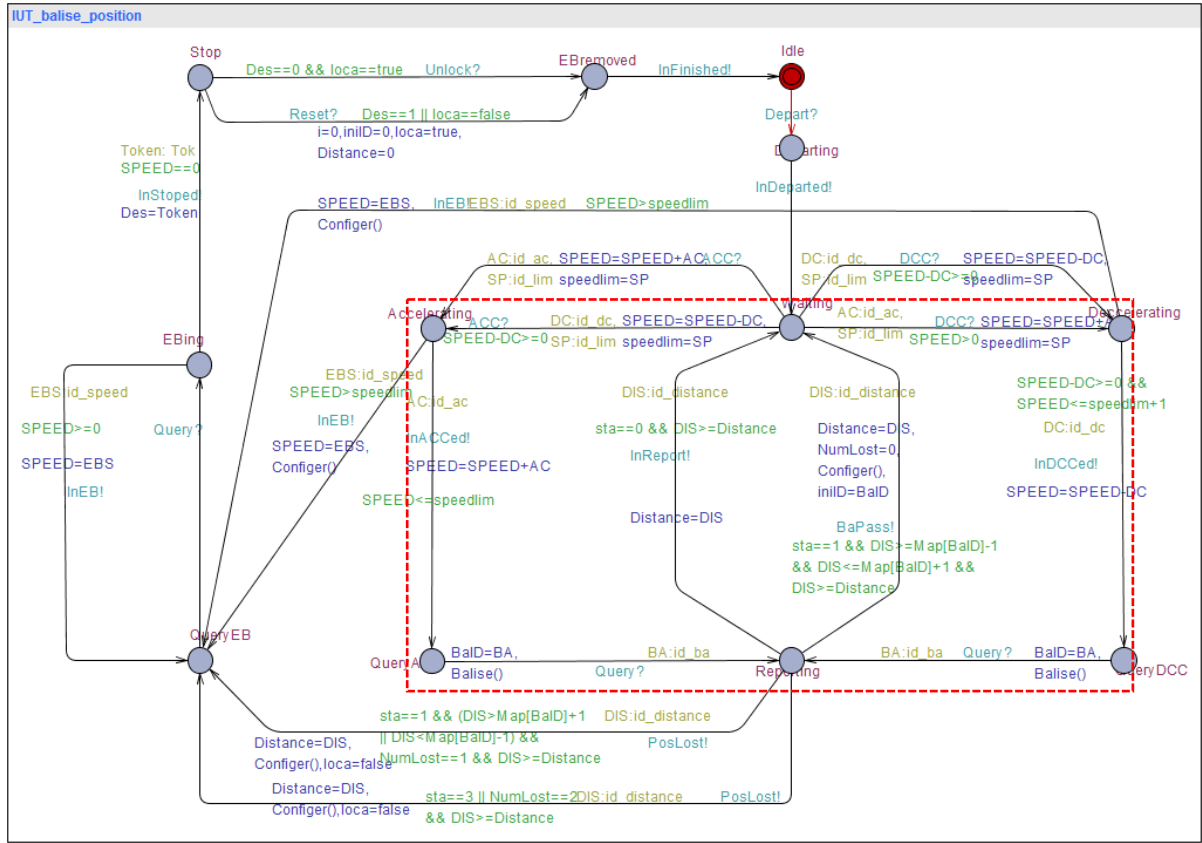 IUT_balise_position
Stop
Idle
EBremoved
Des==0 && loca==true Unlock?
InFinished!
Reset? Des==1 || loca==false
i=0,iniID=0,loca=true,
Distance=0
Depart?
Departing
Token: Tok
SPEED==0
InStoped!
Des=Token
InDeparted!
SPEED=EBS, InEB! EBS:id_speed SPEED>speedlim
Configer()
AC:id_ac, SPEED=SPEED+AC, ACC?
SP:id_lim speedlim=SP
DC:id_dc, DCC? SPEED=SPEED-DC,
SP:id_lim SPEED-DC>=0 speedlim=SP
Accelerating
Waiting
Deccelerating
ACC? DC:id_dc, SPEED=SPEED-DC,
SPEED-DC>=0 SP:id_lim speedlim=SP
AC:id_ac, DCC? SPEED=SPEED+A
SP:id_lim SPEED>0 speedlim=SP
EBing
EBS:id_speed
SPEED>=0
SPEED=EBS
InEB!
Query?
EBS:id_speed
SPEED>speedlim
InEB!
SPEED=EBS,
Configer()
AC:id_ac
InACCed!
SPEED=SPEED+AC
SPEED<=speedlim
DIS:id_distance
sta==0 && DIS>=Distance
InReport!
Distance=DIS
DIS:id_distance
Distance=DIS,
NumLost=0,
Configer(),
iniID=BaID
BaPass!
sta==1 && DIS>=Map[BaID]-1
&& DIS<=Map[BaID]+1 &&
DIS>=Distance
SPEED-DC>=0 &&
SPEED<=speedlim+1
DC:id_dc
InDCCed!
SPEED=SPEED-DC
QueryEB
QueryA
BaID=BA, BA:id_ba
Balise() Query?
Reporting
BA:id_ba Query? BaID=BA,
Balise()
QueryDCC
sta==1 && (DIS>Map[BaID]+1 DIS:id_distance
|| DIS<Map[BaID]-1) &&
NumLost==1 && DIS>=Distance
PosLost!
Distance=DIS,
Configer(),loca=false
Distance=DIS,
Configer(),loca=false
sta==3 || NumLost==2 DIS:id_distance PosLost!
&& DIS>=Distance